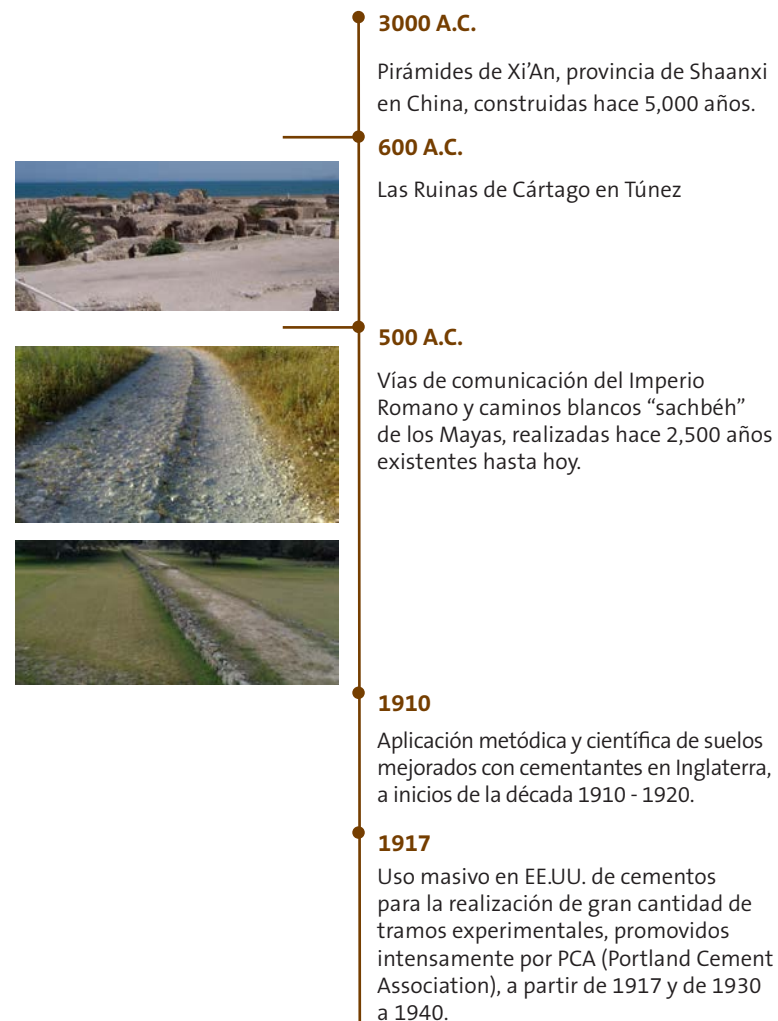 3000 A.C.
Pirámides de Xi’An, provincia de Shaanxi
en China, construidas hace 5,000 años.
600 A.C.
Las Ruinas de Cártago en Túnez
500 A.C.
Vías de comunicación del Imperio
Romano y caminos blancos “sachbéh”
de los Mayas, realizadas hace 2,500 años
existentes hasta hoy.
1910
Aplicación metódica y científica de suelos
mejorados con cementantes en Inglaterra,
a inicios de la década 1910 - 1920.
1917
Uso masivo en EE.UU. de cementos
para la realización de gran cantidad de
tramos experimentales, promovidos
intensamente por PCA (Portland Cement
Association), a partir de 1917 y de 1930
a 1940.